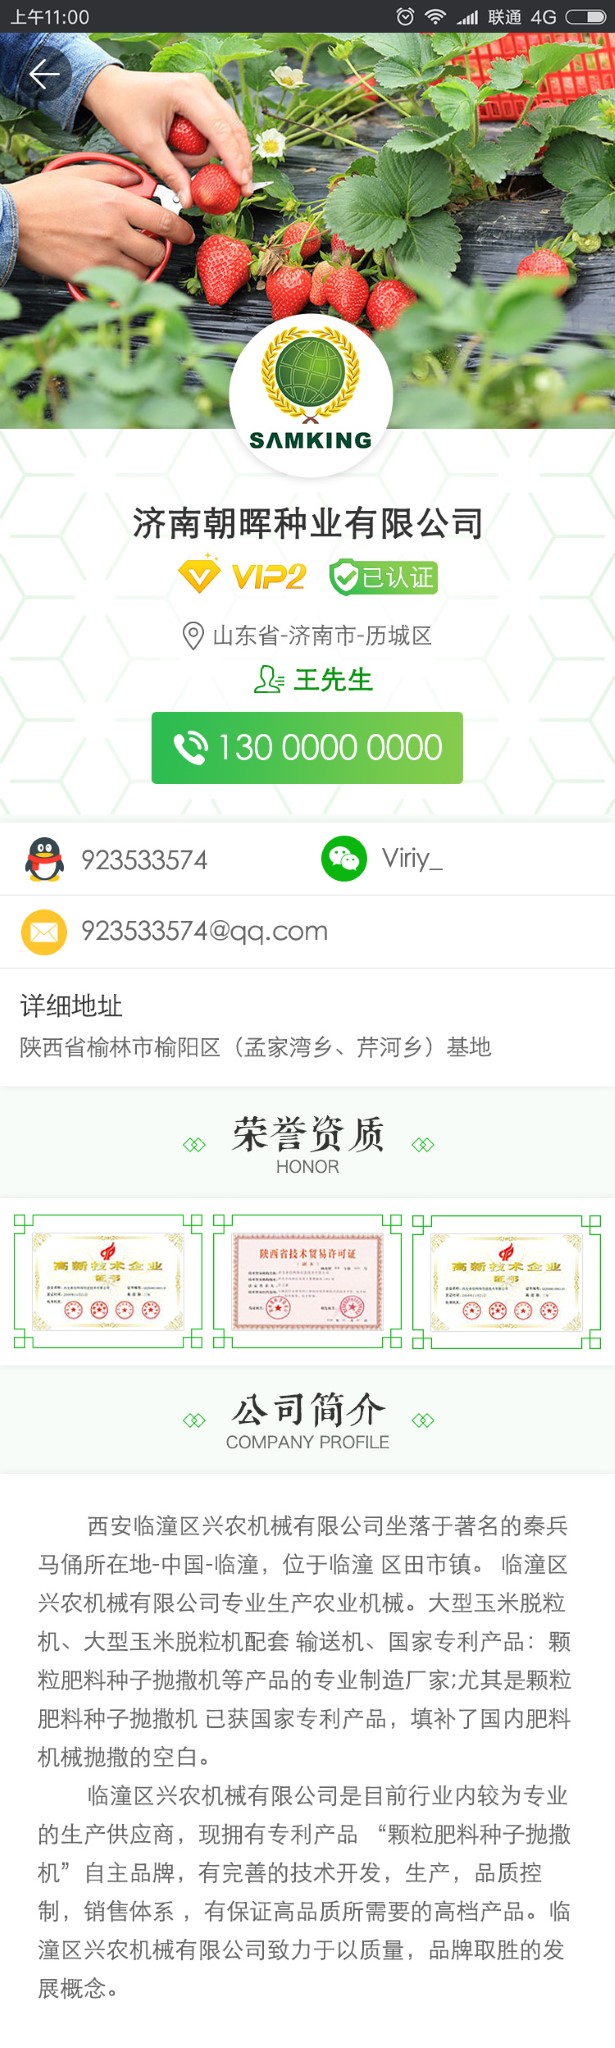 上午11:00 联通 4G
SAMKING
济南朝晖种业有限公司
VIP2 已认证
山东省-济南市-历城区
王先生
130 0000 0000
923533574 Viriy_
923533574@qq.com
详细地址
陕西省榆林市榆阳区（孟家湾乡、芹河乡）基地
荣誉资质
HONOR
高新技术企业 陕西省技术贸易许可证 高新技术企业
证书 证书
公司简介
COMPANY PROFILE
西安临潼区兴农机械有限公司坐落于著名的秦兵
马俑所在地-中国-临潼，位于临潼 区田市镇。 临潼区
兴农机械有限公司专业生产农业机械。大型玉米脱粒
机、大型玉米脱粒机配套 输送机、国家专利产品：颗
粒肥料种子抛撒机等产品的专业制造厂家;尤其是颗粒
肥料种子抛撒机 已获国家专利产品，填补了国内肥料
机械抛撒的空白。
临潼区兴农机械有限公司是目前行业内较为专业
的生产供应商，现拥有专利产品 “颗粒肥料种子抛撒
机”自主品牌，有完善的技术开发，生产，品质控
制，销售体系 ，有保证高品质所需要的高档产品。临
潼区兴农机械有限公司致力于以质量，品牌取胜的发
展概念。